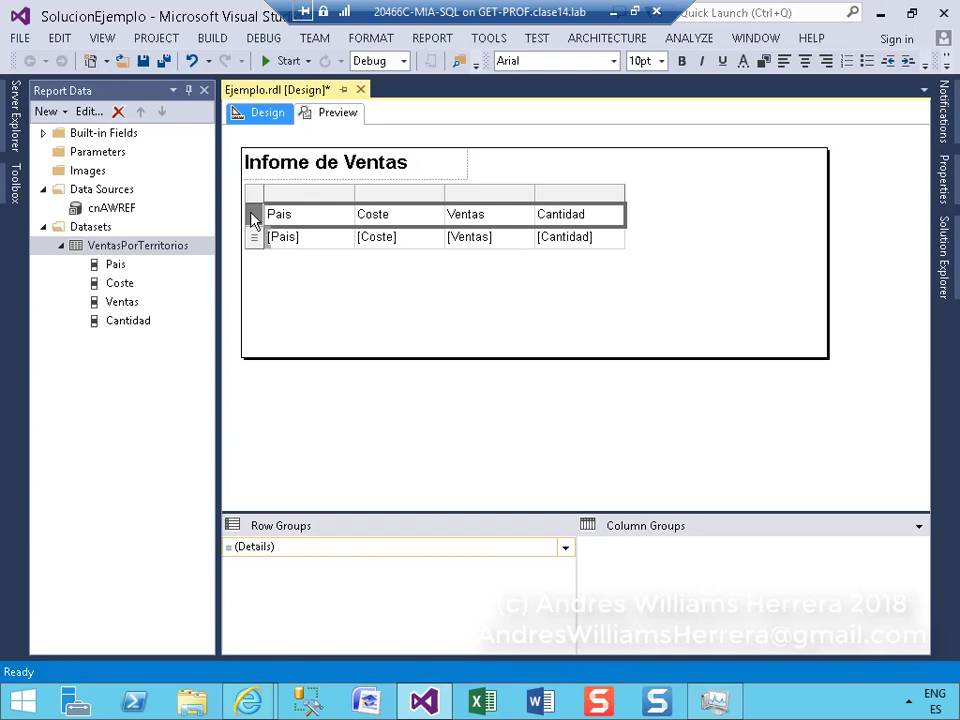 SolucionEjemplo - Microsoft Visual Stu
20466C-MIA-SQL on GET-PROF.clase14.lab
Quick Launch (Ctrl+Q)
FILE EDIT VIEW PROJECT BUILD DEBUG TEAM FORMAT REPORT TOOLS TEST ARCHITECTURE ANALYZE WINDOW HELP Sign in
Start Debug Arial 10pt B I U A
Server Explorer
Toolbox
Report Data
New Edit...
Built-in Fields
Parameters
Images
Data Sources
cnAWREF
Datasets
VentasPorTerritorios
Pais
Coste
Ventas
Cantidad
Ejemplo.rdl [Design]*
Design Preview
Infome de Ventas
Pais Coste Ventas Cantidad
[Pais] [Coste] [Ventas] [Cantidad]
Row Groups
(Details)
Column Groups
Notifications
Properties
Solution Explorer
(c) Andres Williams Herrera 2018
AndresWilliamsHerrera@gmail.com
Ready
ENG
ES